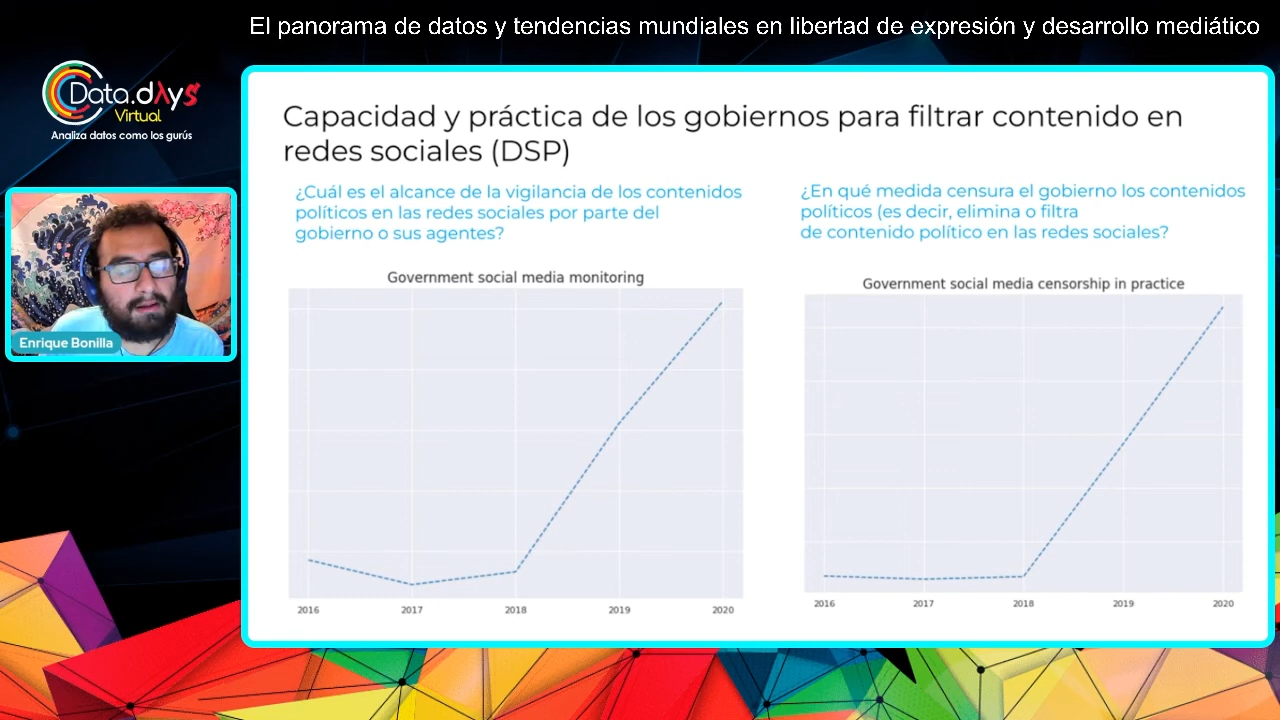 El panorama de datos y tendencias mundiales en libertad de expresión y desarrollo mediático
Data.dλys
Virtual
Analiza datos como los gurús
Enrique Bonilla
Capacidad y práctica de los gobiernos para filtrar contenido en
redes sociales (DSP)
¿Cuál es el alcance de la vigilancia de los contenidos
políticos en las redes sociales por parte del
gobierno o sus agentes?
Government social media monitoring
2016 2017 2018 2019 2020
¿En qué medida censura el gobierno los contenidos
políticos (es decir, elimina o filtra
de contenido político en las redes sociales?
Government social media censorship in practice
2016 2017 2018 2019 2020